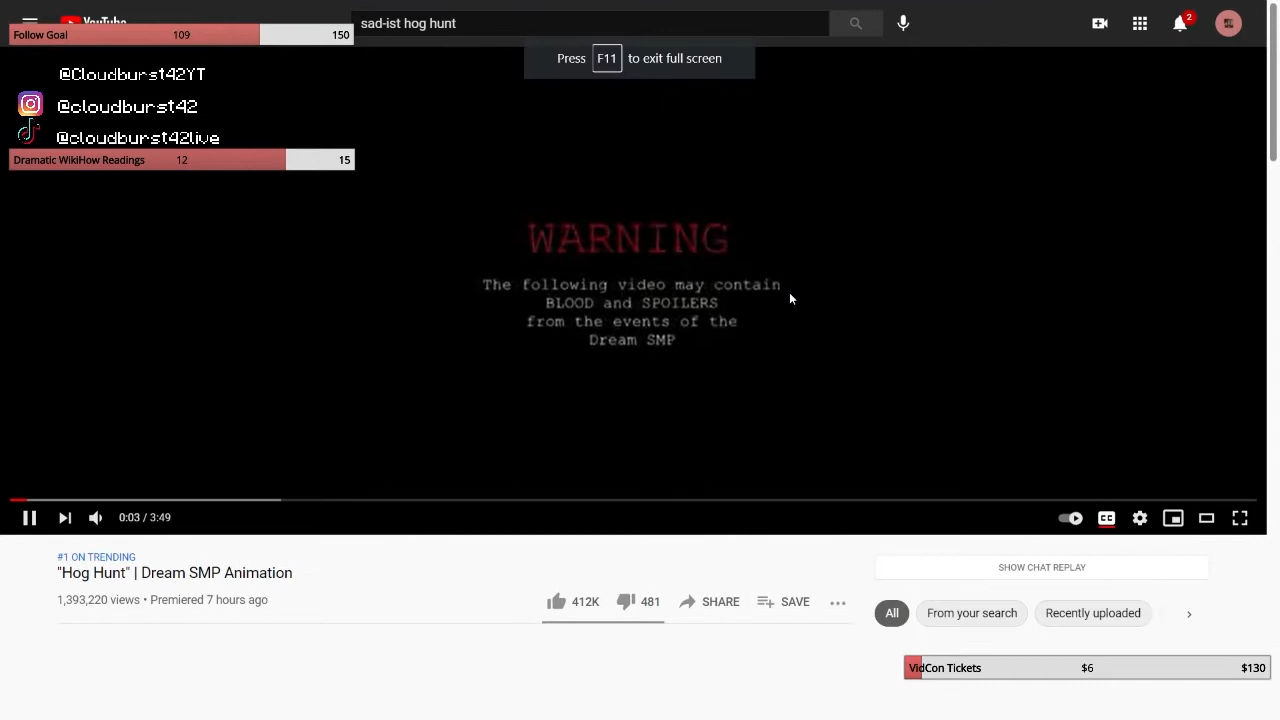 YouTube
sad-ist hog hunt
2
Follow Goal 109 150
Press F11 to exit full screen
@Cloudburst42YT
@cloudburst42
@cloudburst42live
Dramatic WikiHow Readings 12 15
WARNING
The following video may contain
BLOOD and SPOILERS
from the events of the
Dream SMP
0:03 / 3:49
CC
#1 ON TRENDING
"Hog Hunt" | Dream SMP Animation
1,393,220 views • Premiered 7 hours ago
412K 481 SHARE SAVE
SHOW CHAT REPLAY
All From your search Recently uploaded
VidCon Tickets $6 $130